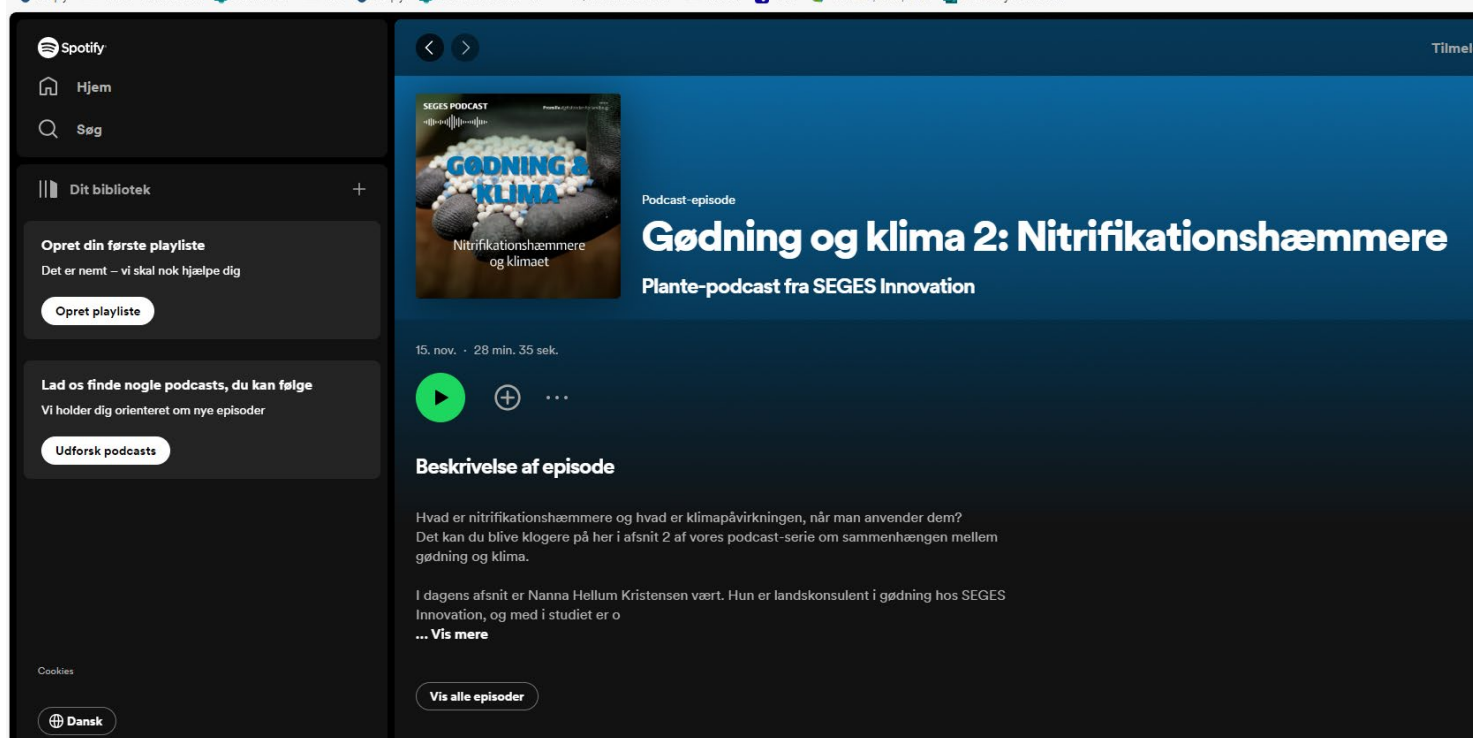 Spotify
Hjem
Søg
Dit bibliotek
Opret din første playliste
Det er nemt – vi skal nok hjælpe dig
Opret playliste
Lad os finde nogle podcasts, du kan følge
Vi holder dig orienteret om nye episoder
Udforsk podcasts
Cookies
Dansk
Tilmel
SEGES PODCAST
GØDNING &
KLIMA
Nitrifikationshæmmere
og klimaet
Podcast-episode
Gødning og klima 2: Nitrifikationshæmmere
Plante-podcast fra SEGES Innovation
15. nov. · 28 min. 35 sek.
Beskrivelse af episode
Hvad er nitrifikationshæmmere og hvad er klimapåvirkningen, når man anvender dem?
Det kan du blive klogere på her i afsnit 2 af vores podcast-serie om sammenhængen mellem
gødning og klima.
I dagens afsnit er Nanna Hellum Kristensen vært. Hun er landskonsulent i gødning hos SEGES
Innovation, og med i studiet er o
... Vis mere
Vis alle episoder